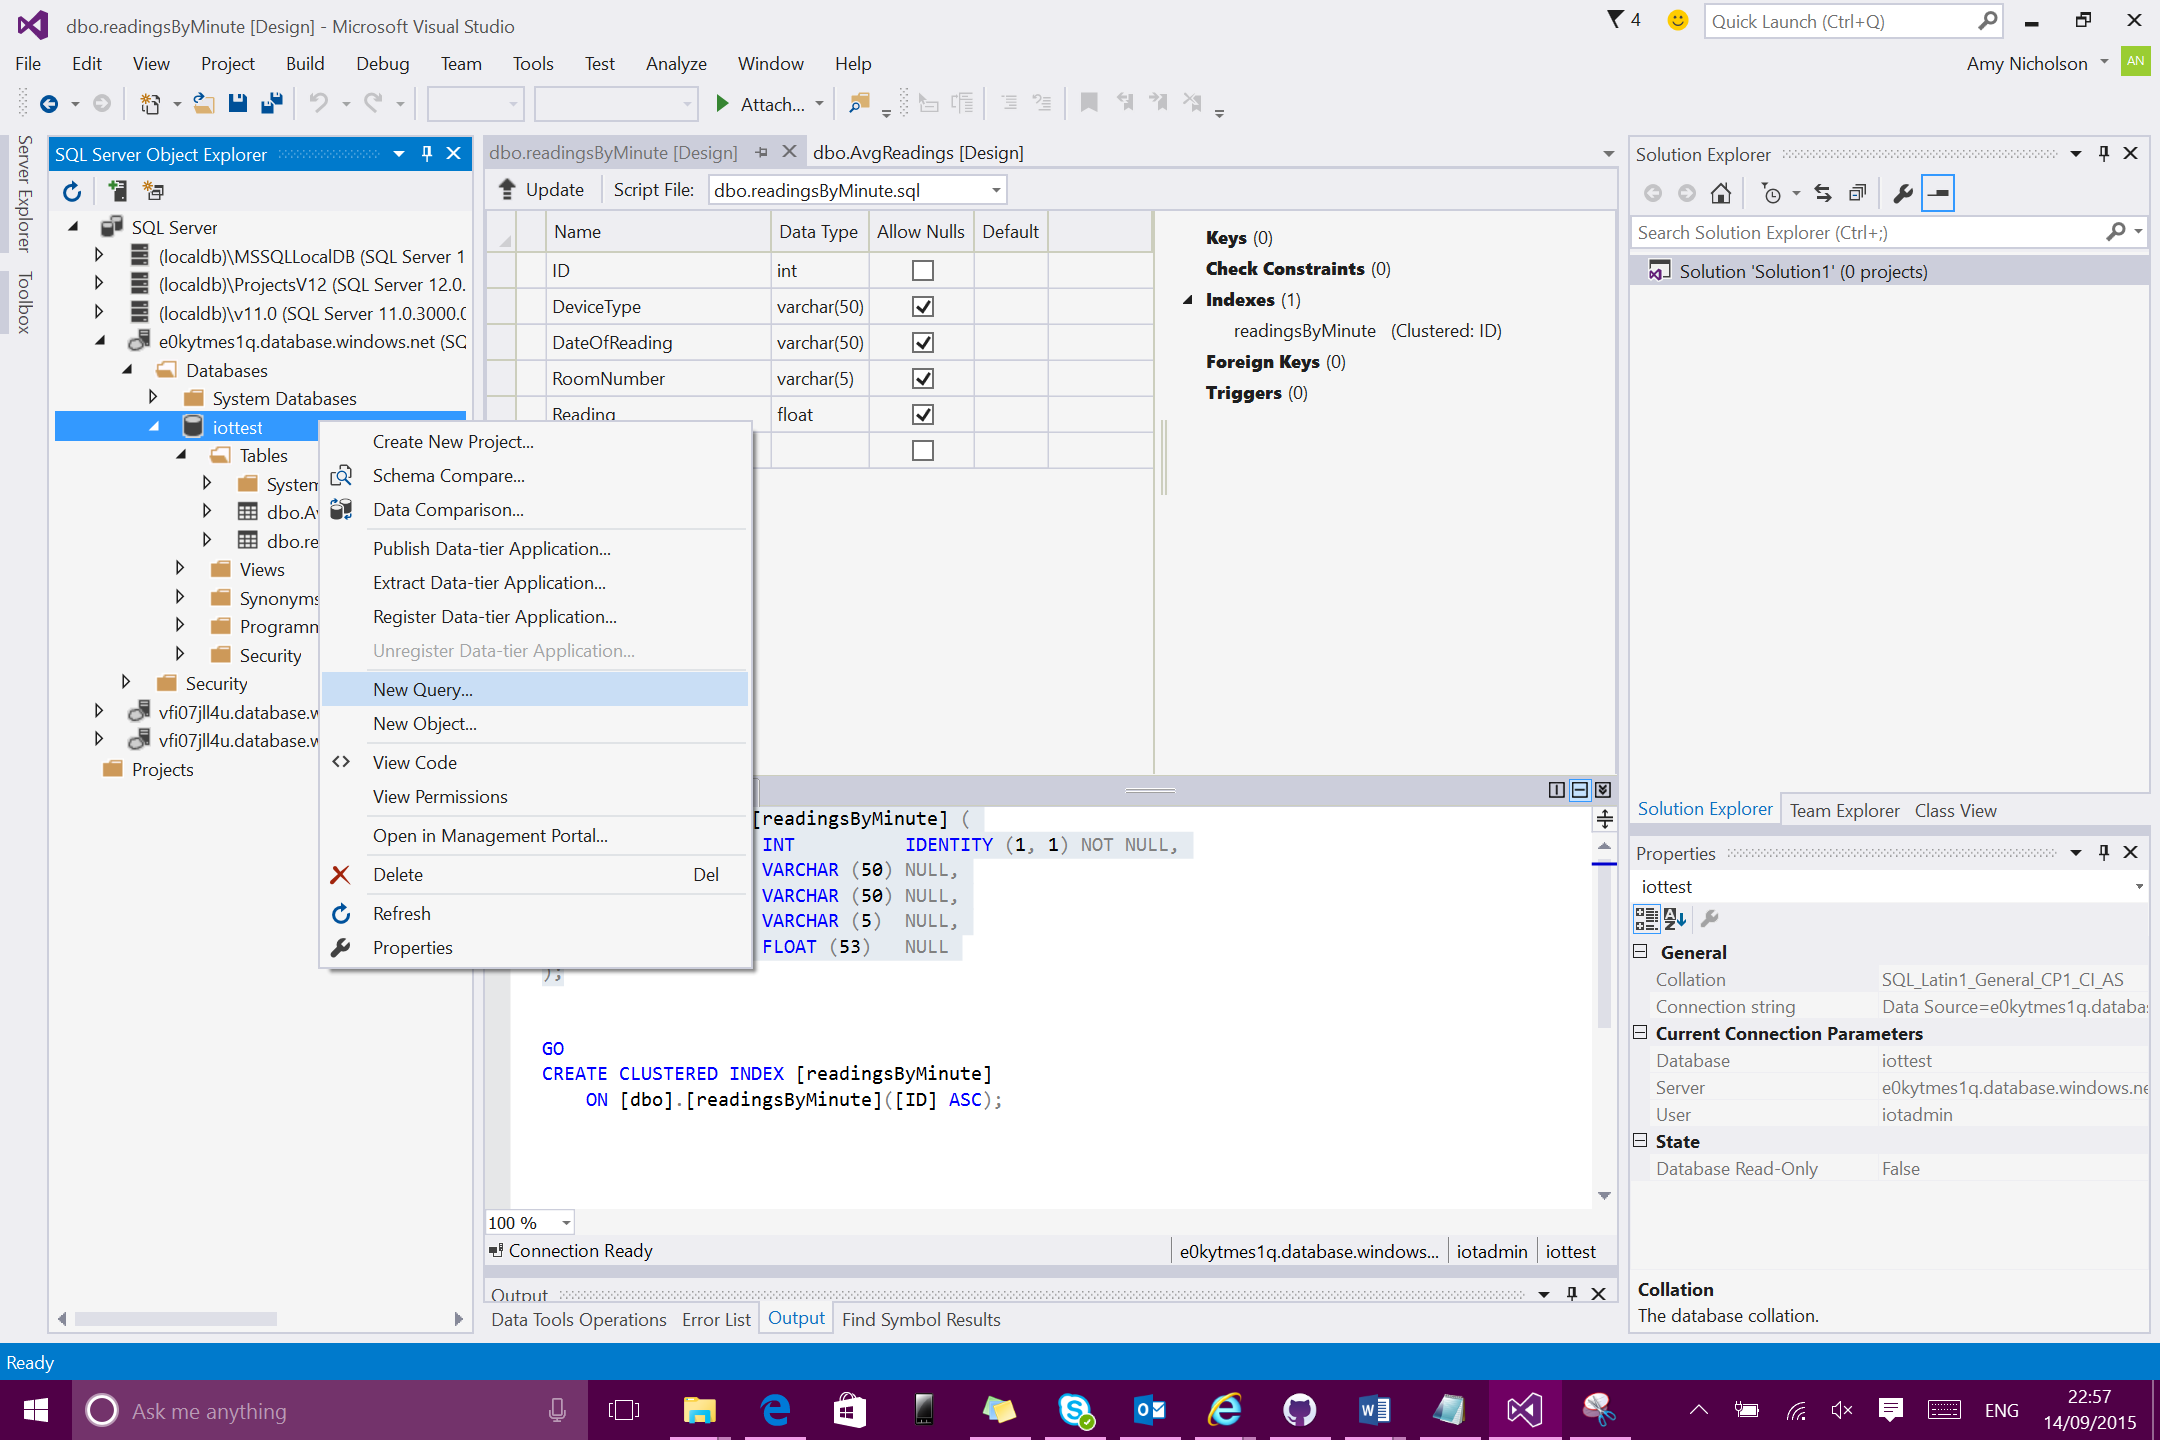 dbo.readingsByMinute [Design] - Microsoft Visual Studio
4
Quick Launch (Ctrl+Q)
File Edit View Project Build Debug Team Tools Test Analyze Window Help
Amy Nicholson
AN
Attach...
Server Explorer
Toolbox
SQL Server Object Explorer
SQL Server
(localdb)\MSSQLLocalDB (SQL Server 1
(localdb)\ProjectsV12 (SQL Server 12.0.
(localdb)\v11.0 (SQL Server 11.0.3000.0
e0kytmes1q.database.windows.net (SQ
Databases
System Databases
iottest
Tables
System
dbo.Av
dbo.re
Views
Synonyms
Programm
Security
Security
vfi07jll4u.database.w
vfi07jll4u.database.w
Projects
dbo.readingsByMinute [Design]
dbo.AvgReadings [Design]
Update
Script File:
dbo.readingsByMinute.sql
Name Data Type Allow Nulls Default
ID int
DeviceType varchar(50)
DateOfReading varchar(50)
RoomNumber varchar(5)
Reading float
Keys (0)
Check Constraints (0)
Indexes (1)
readingsByMinute (Clustered: ID)
Foreign Keys (0)
Triggers (0)
Create New Project...
Schema Compare...
Data Comparison...
Publish Data-tier Application...
Extract Data-tier Application...
Register Data-tier Application...
Unregister Data-tier Application...
New Query...
New Object...
View Code
View Permissions
Open in Management Portal...
Delete Del
Refresh
Properties
[readingsByMinute] (
INT IDENTITY (1, 1) NOT NULL,
VARCHAR (50) NULL,
VARCHAR (50) NULL,
VARCHAR (5) NULL,
FLOAT (53) NULL
);
GO
CREATE CLUSTERED INDEX [readingsByMinute]
ON [dbo].[readingsByMinute]([ID] ASC);
100 %
Connection Ready
e0kytmes1q.database.windows... iotadmin iottest
Output
Data Tools Operations Error List Output Find Symbol Results
Solution Explorer
Search Solution Explorer (Ctrl+;)
Solution 'Solution1' (0 projects)
Solution Explorer Team Explorer Class View
Properties
iottest
General
Collation SQL_Latin1_General_CP1_CI_AS
Connection string Data Source=e0kytmes1q.databa
Current Connection Parameters
Database iottest
Server e0kytmes1q.database.windows.ne
User iotadmin
State
Database Read-Only False
Collation
The database collation.
Ready
Ask me anything
ENG
22:57
14/09/2015